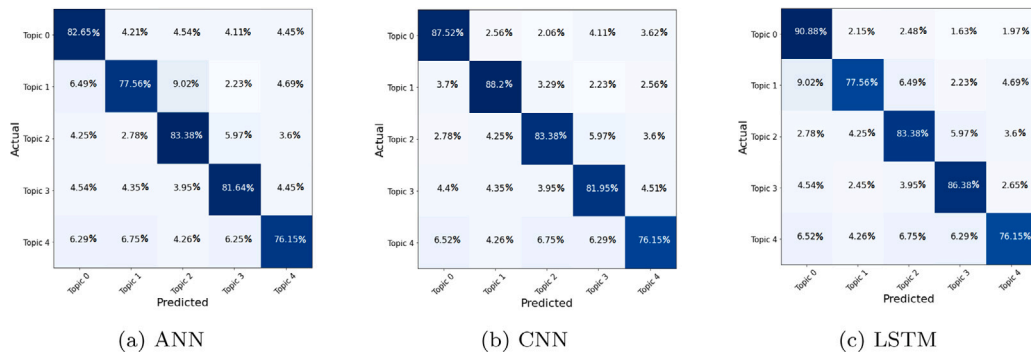 Topic 0 82.65% 4.21% 4.54% 4.11% 4.45%
Topic 1 6.49% 77.56% 9.02% 2.23% 4.69%
Topic 2 4.25% 2.78% 83.38% 5.97% 3.6%
Topic 3 4.54% 4.35% 3.95% 81.64% 4.45%
Topic 4 6.29% 6.75% 4.26% 6.25% 76.15%
Actual
Topic 0 Topic 1 Topic 2 Topic 3 Topic 4
Predicted
(a) ANN
Topic 0 87.52% 2.56% 2.06% 4.11% 3.62%
Topic 1 3.7% 88.2% 3.29% 2.23% 2.56%
Topic 2 2.78% 4.25% 83.38% 5.97% 3.6%
Topic 3 4.4% 4.35% 3.95% 81.95% 4.51%
Topic 4 6.52% 4.26% 6.75% 6.29% 76.15%
Actual
Topic 0 Topic 1 Topic 2 Topic 3 Topic 4
Predicted
(b) CNN
Topic 0 90.88% 2.15% 2.48% 1.63% 1.97%
Topic 1 9.02% 77.56% 6.49% 2.23% 4.69%
Topic 2 2.78% 4.25% 83.38% 5.97% 3.6%
Topic 3 4.54% 2.45% 3.95% 86.38% 2.65%
Topic 4 6.52% 4.26% 6.75% 6.29% 76.15%
Actual
Topic 0 Topic 1 Topic 2 Topic 3 Topic 4
Predicted
(c) LSTM